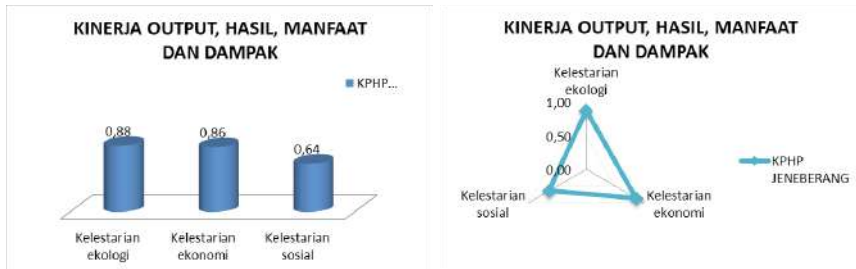 KINERJA OUTPUT, HASIL, MANFAAT
DAN DAMPAK
KPHP...
0,88
0,86
0,64
Kelestarian
ekologi
Kelestarian
ekonomi
Kelestarian
sosial
KINERJA OUTPUT, HASIL, MANFAAT
DAN DAMPAK
Kelestarian
ekologi
1,00
0,50
0,00
Kelestarian
sosial
Kelestarian
ekonomi
KPHP
JENEBERANG